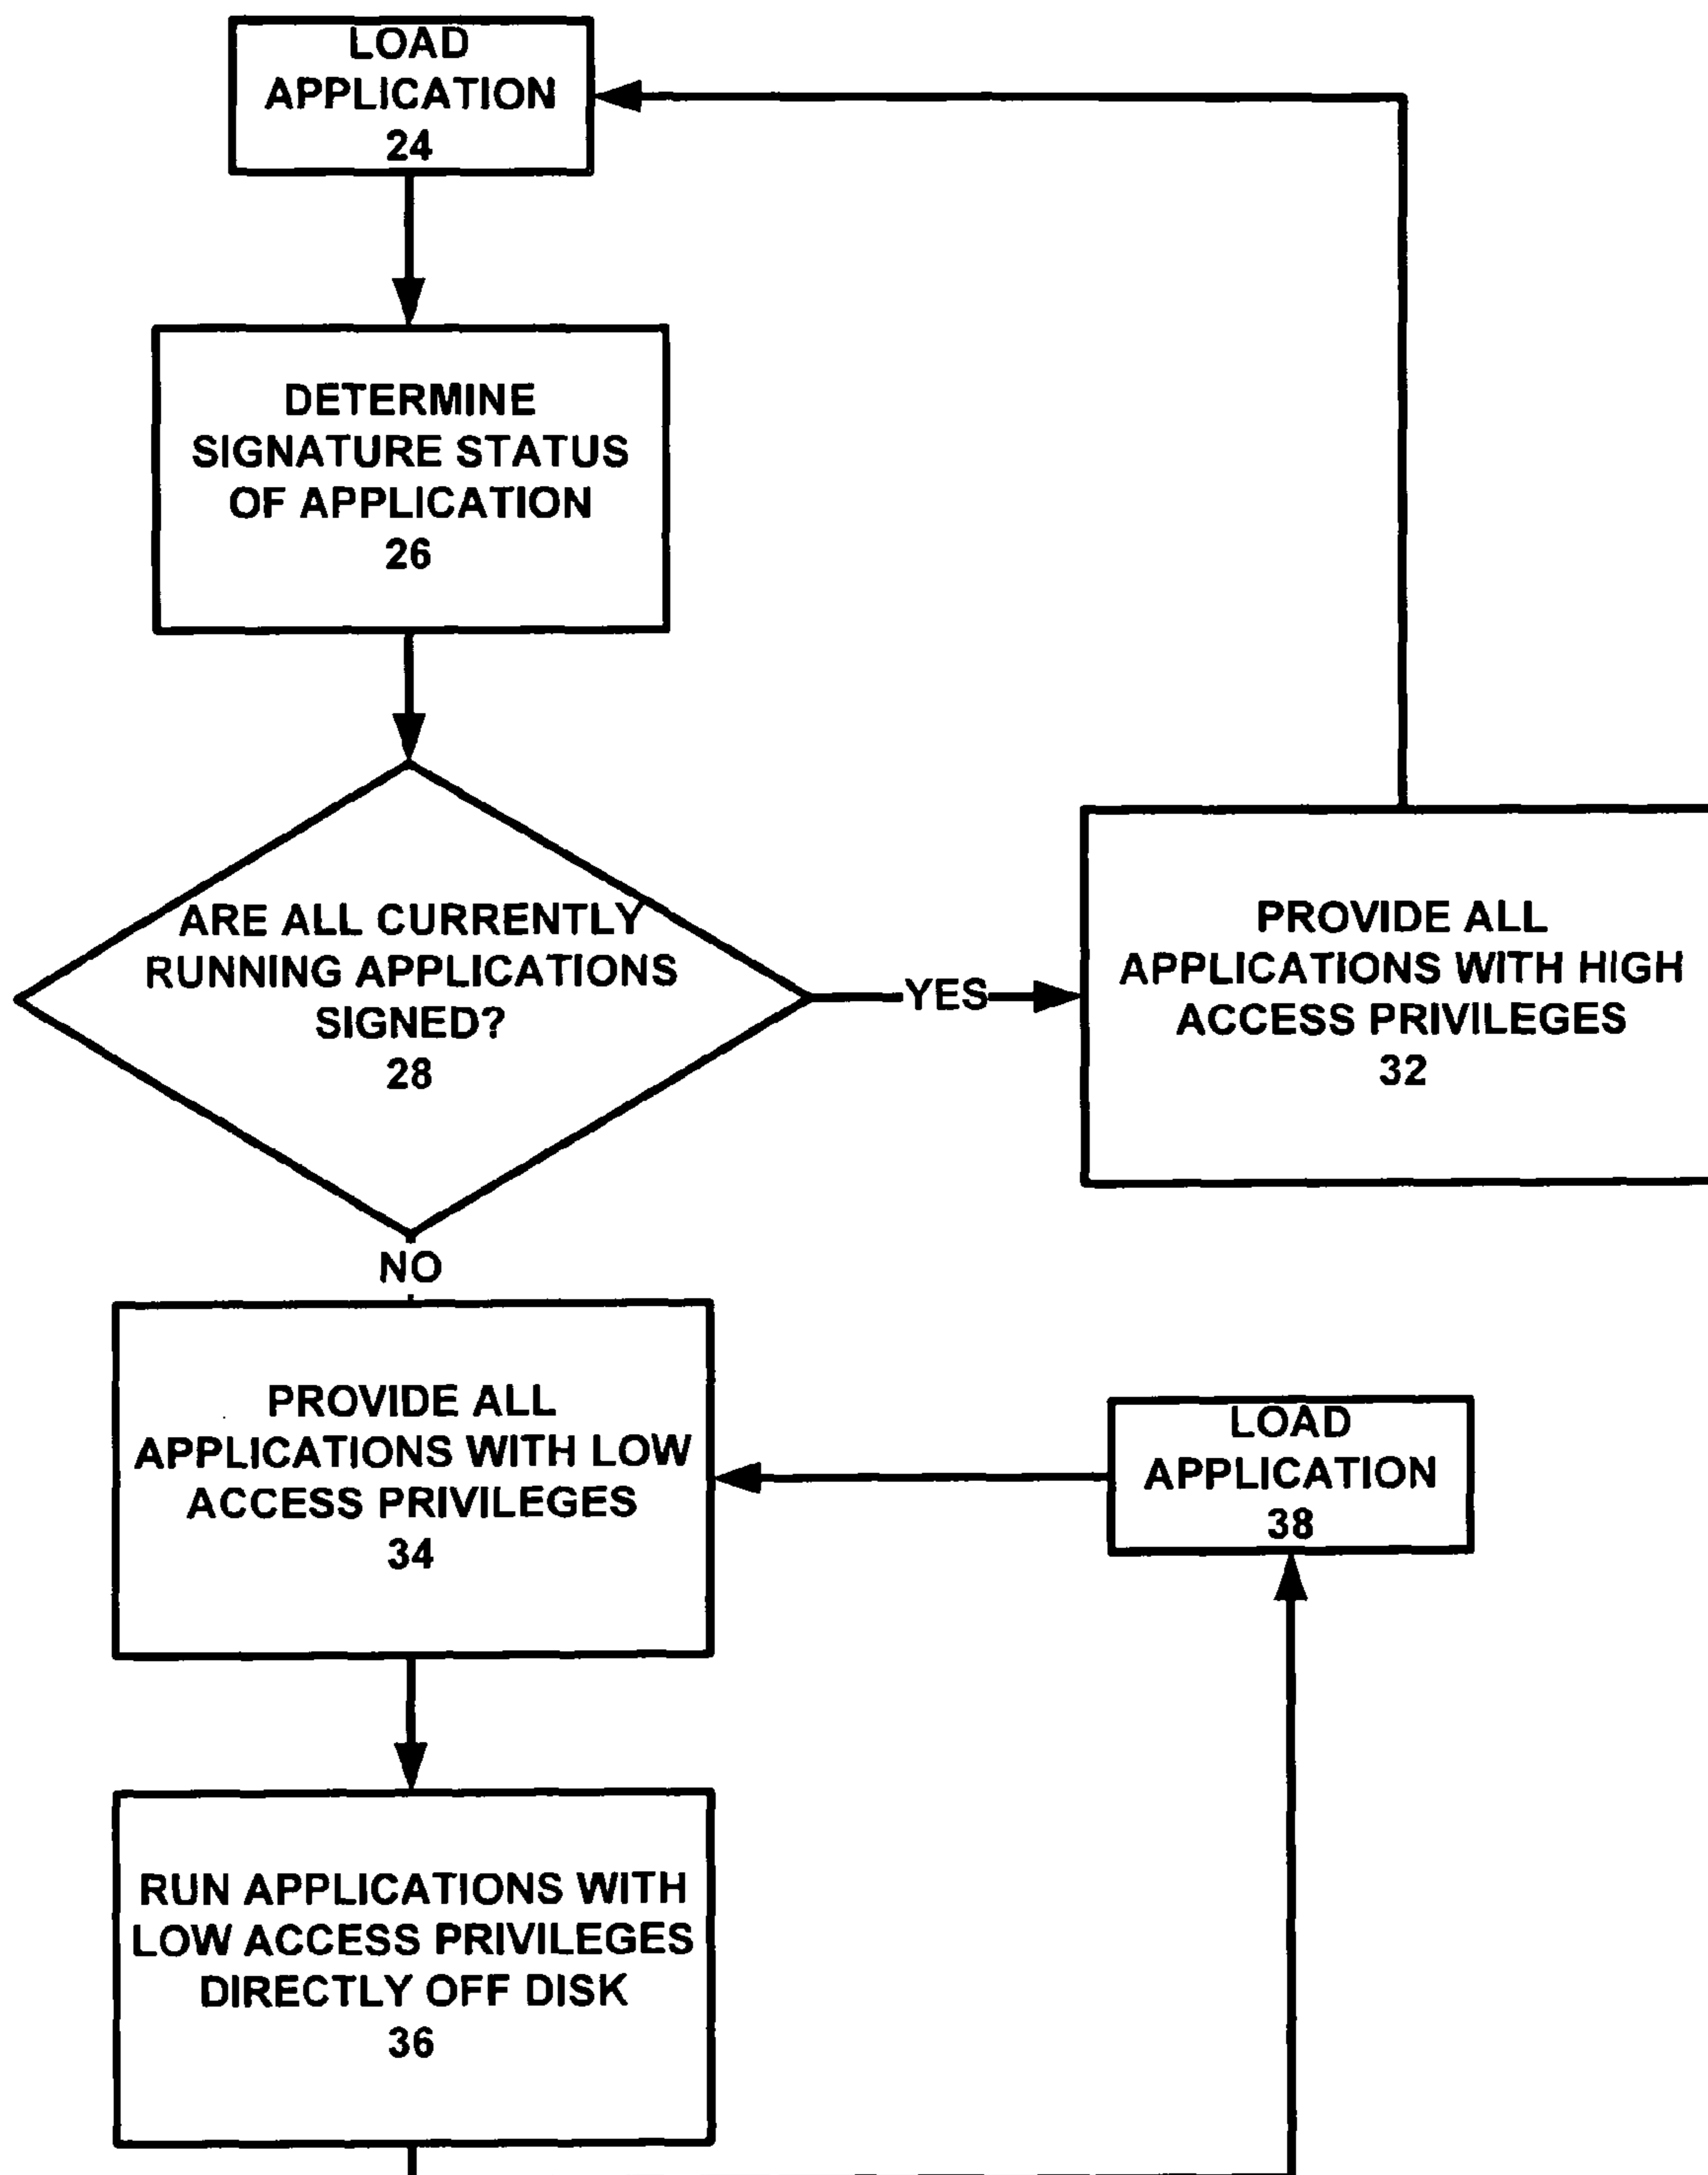 LOAD
APPLICATION
24
DETERMINE
SIGNATURE STATUS
OF APPLICATION
26
ARE ALL CURRENTLY
RUNNING APPLICATIONS
SIGNED?
28
YES
PROVIDE ALL
APPLICATIONS WITH HIGH
ACCESS PRIVILEGES
32
NO
PROVIDE ALL
APPLICATIONS WITH LOW
ACCESS PRIVILEGES
34
LOAD
APPLICATION
38
RUN APPLICATIONS WITH
LOW ACCESS PRIVILEGES
DIRECTLY OFF DISK
36